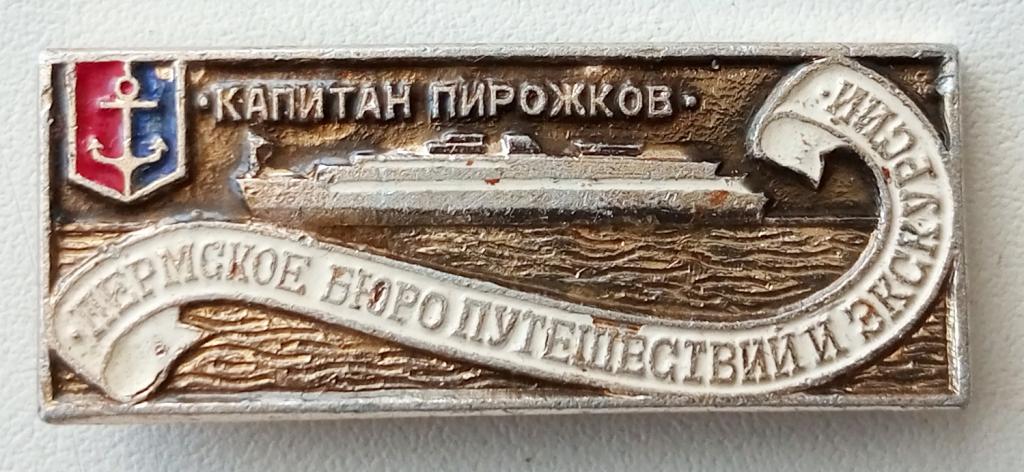 ·КАПИТАН ПИРОЖКОВ·
·ПЕРМСКОЕ БЮРО ПУТЕШЕСТВИЙ И ЭКСКУРСИЙ·